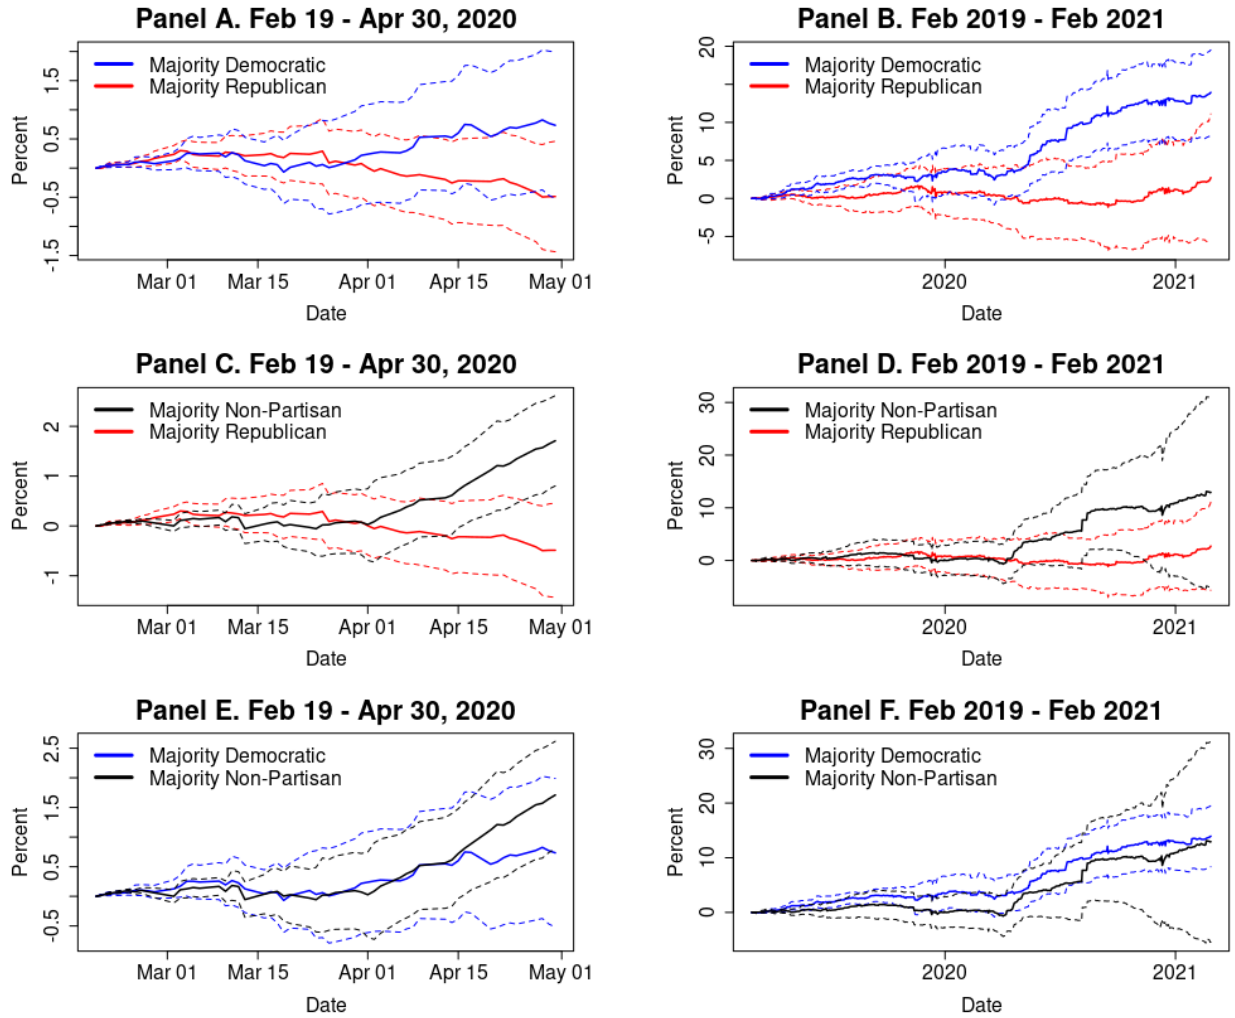 Panel A. Feb 19 - Apr 30, 2020
Majority Democratic
Majority Republican
Percent
1.5
0.5
-0.5
-1.5
Mar 01 Mar 15 Apr 01 Apr 15 May 01
Date
Panel B. Feb 2019 - Feb 2021
Majority Democratic
Majority Republican
Percent
20
10
5
0
-5
2020 2021
Date
Panel C. Feb 19 - Apr 30, 2020
Majority Non-Partisan
Majority Republican
Percent
2
1
0
-1
Mar 01 Mar 15 Apr 01 Apr 15 May 01
Date
Panel D. Feb 2019 - Feb 2021
Majority Non-Partisan
Majority Republican
Percent
30
20
10
0
2020 2021
Date
Panel E. Feb 19 - Apr 30, 2020
Majority Democratic
Majority Non-Partisan
Percent
2.5
1.5
0.5
-0.5
Mar 01 Mar 15 Apr 01 Apr 15 May 01
Date
Panel F. Feb 2019 - Feb 2021
Majority Democratic
Majority Non-Partisan
Percent
30
20
10
0
2020 2021
Date